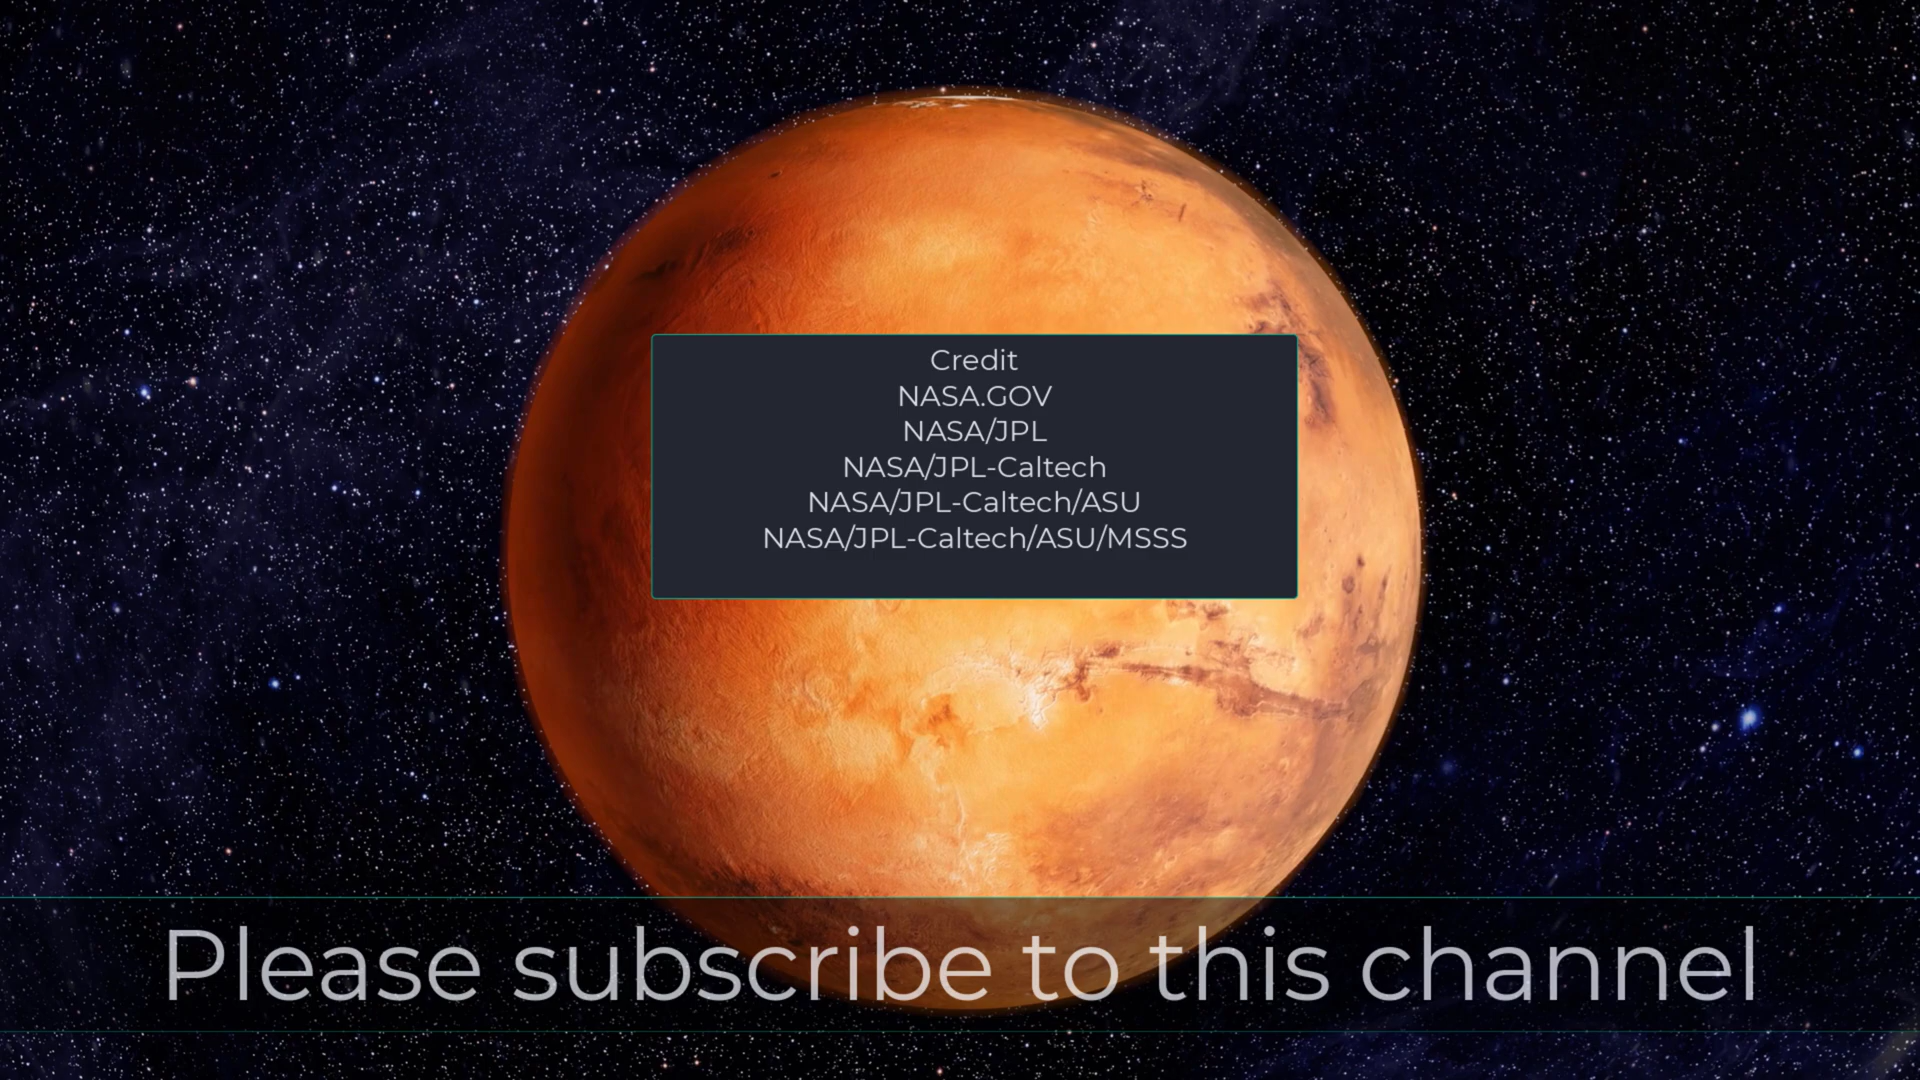 Credit
NASA.GOV
NASA/JPL
NASA/JPL-Caltech
NASA/JPL-Caltech/ASU
NASA/JPL-Caltech/ASU/MSSS
Please subscribe to this channel